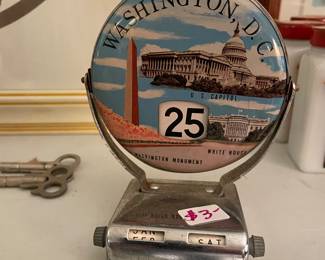 WASHINGTON, D.C.
U.S. CAPITOL
25
WHITE HOUSE
WASHINGTON MONUMENT
$3-
JAN
FEB
SAT